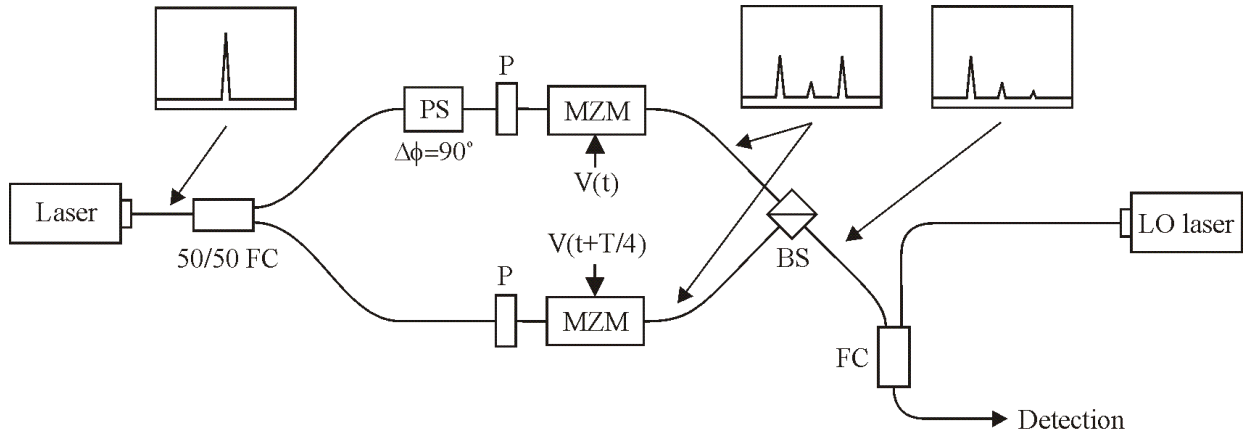 P
PS
MZM
Δϕ=90°
V(t)
Laser
LO laser
50/50 FC
V(t+T/4)
BS
P
MZM
FC
Detection